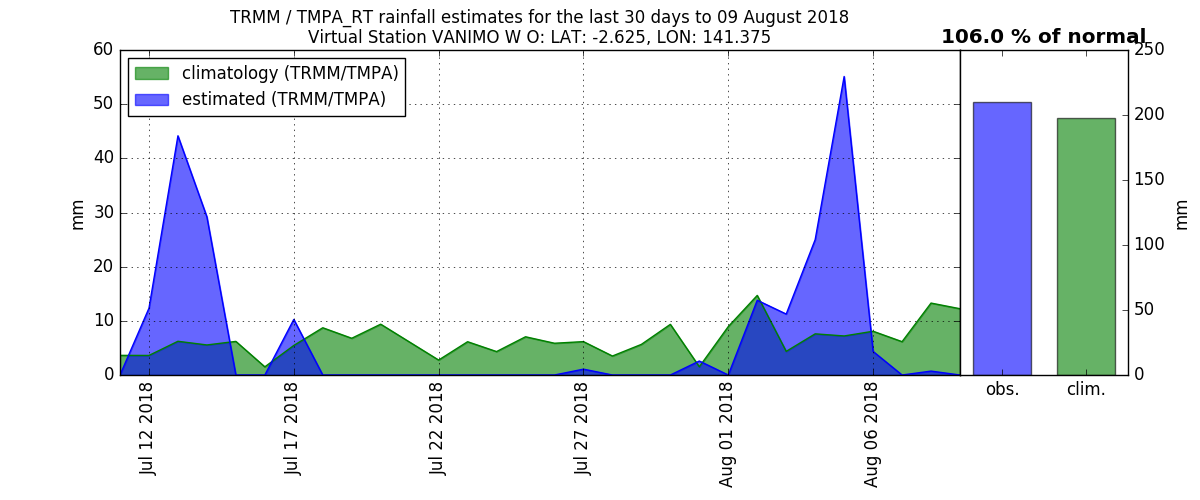 TRMM / TMPA_RT rainfall estimates for the last 30 days to 09 August 2018
Virtual Station VANIMO W O: LAT: -2.625, LON: 141.375
106.0 % of normal
climatology (TRMM/TMPA)
estimated (TRMM/TMPA)
60
50
40
30
20
10
0
mm
Jul 12 2018
Jul 17 2018
Jul 22 2018
Jul 27 2018
Aug 01 2018
Aug 06 2018
obs.
clim.
250
200
150
100
50
0
mm